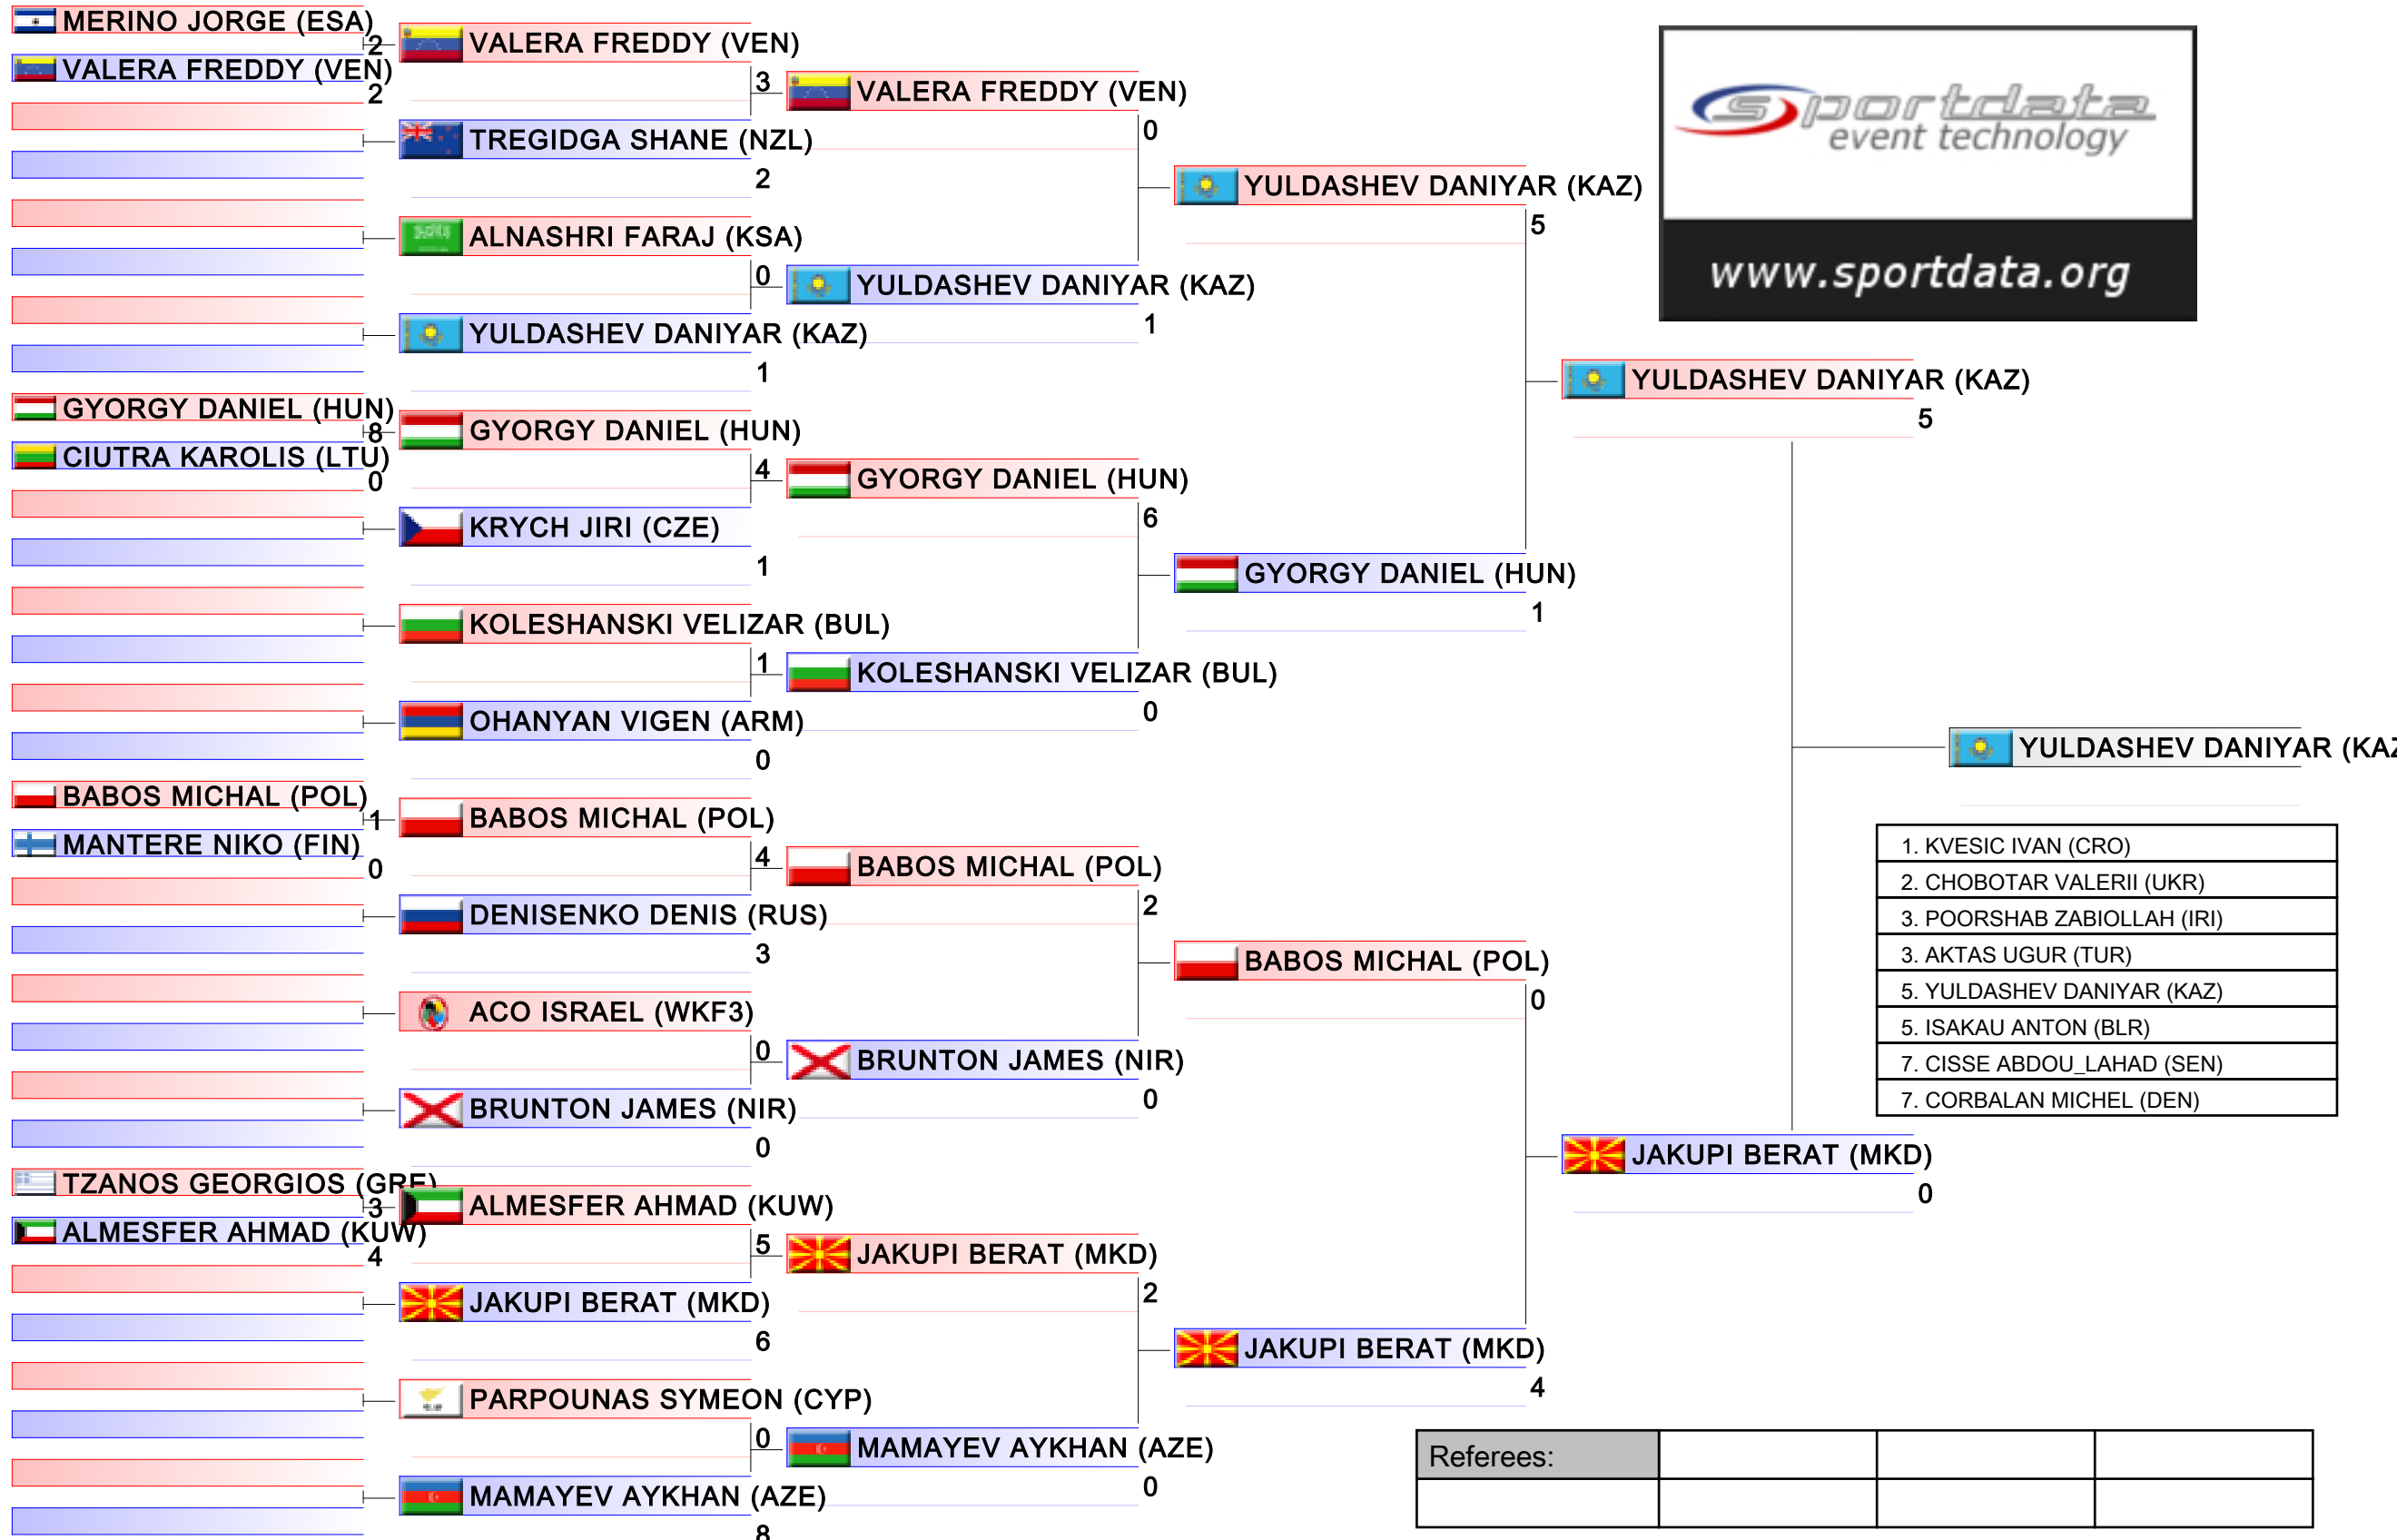 MERINO JORGE (ESA)
2
VALERA FREDDY (VEN)
2
GYORGY DANIEL (HUN)
8
CIUTRA KAROLIS (LTU)
0
BABOS MICHAL (POL)
1
MANTERE NIKO (FIN)
0
TZANOS GEORGIOS (GRE)
3
ALMESFER AHMAD (KUW)
4
VALERA FREDDY (VEN)
3
TREGIDGA SHANE (NZL)
2
ALNASHRI FARAJ (KSA)
0
YULDASHEV DANIYAR (KAZ)
1
GYORGY DANIEL (HUN)
4
KRYCH JIRI (CZE)
1
KOLESHANSKI VELIZAR (BUL)
1
OHANYAN VIGEN (ARM)
0
BABOS MICHAL (POL)
4
DENISENKO DENIS (RUS)
3
ACO ISRAEL (WKF3)
0
BRUNTON JAMES (NIR)
0
ALMESFER AHMAD (KUW)
5
JAKUPI BERAT (MKD)
6
PARPOUNAS SYMEON (CYP)
0
MAMAYEV AYKHAN (AZE)
8
VALERA FREDDY (VEN)
0
YULDASHEV DANIYAR (KAZ)
1
GYORGY DANIEL (HUN)
6
KOLESHANSKI VELIZAR (BUL)
0
BABOS MICHAL (POL)
2
BRUNTON JAMES (NIR)
0
JAKUPI BERAT (MKD)
2
MAMAYEV AYKHAN (AZE)
0
YULDASHEV DANIYAR (KAZ)
5
GYORGY DANIEL (HUN)
1
BABOS MICHAL (POL)
0
JAKUPI BERAT (MKD)
4
YULDASHEV DANIYAR (KAZ)
5
JAKUPI BERAT (MKD)
0
YULDASHEV DANIYAR (KAZ
sportdata
event technology
www.sportdata.org
1. KVESIC IVAN (CRO)
2. CHOBOTAR VALERII (UKR)
3. POORSHAB ZABIOLLAH (IRI)
3. AKTAS UGUR (TUR)
5. YULDASHEV DANIYAR (KAZ)
5. ISAKAU ANTON (BLR)
7. CISSE ABDOU_LAHAD (SEN)
7. CORBALAN MICHEL (DEN)
Referees: